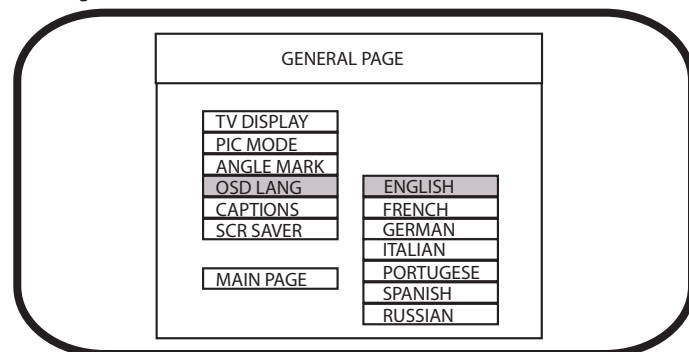 GENERAL PAGE
TV DISPLAY
PIC MODE
ANGLE MARK
OSD LANG
CAPTIONS
SCR SAVER
MAIN PAGE
ENGLISH
FRENCH
GERMAN
ITALIAN
PORTUGESE
SPANISH
RUSSIAN